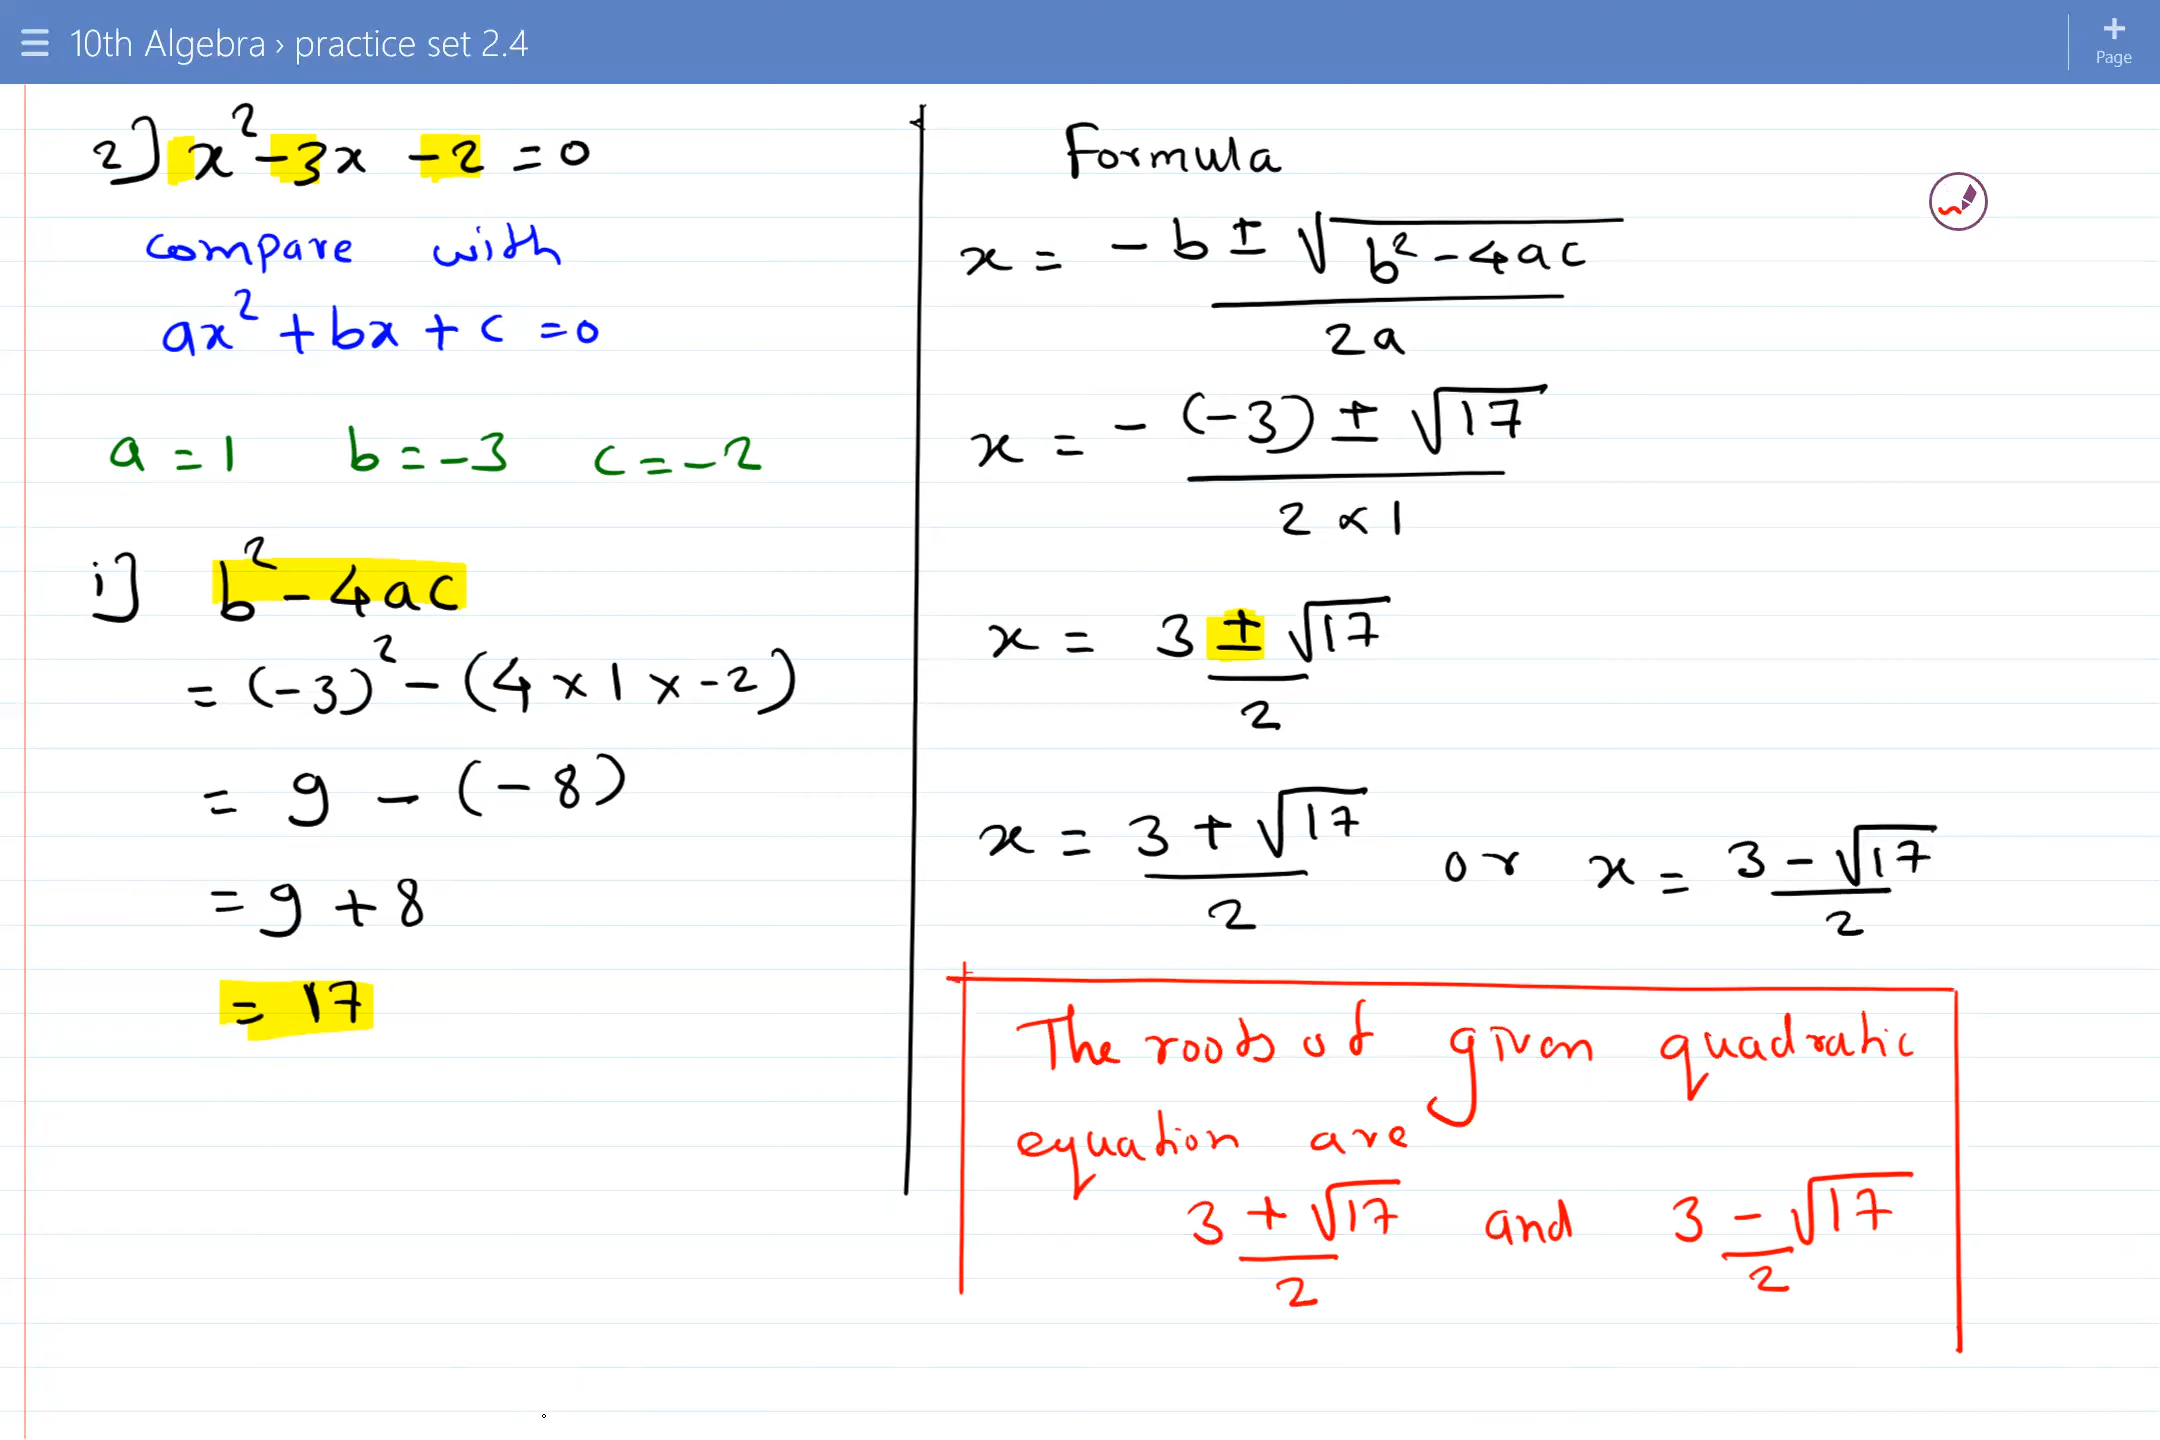 10th Algebra › practice set 2.4
Page
2] x² -3x -2 = 0
compare with
ax² + bx + c = 0
a = 1 b = -3 c = -2
i] b² - 4ac
= (-3)² - (4 x 1 x -2)
= 9 - (-8)
= 9 + 8
= 17
Formula
x = -b ± √b² - 4ac
2a
x = -(-3) ± √17
2 x 1
x = 3 ± √17
2
x = 3 + √17 or x = 3 - √17
2 2
The roots of given quadratic
equation are
3 + √17 and 3 - √17
2 2